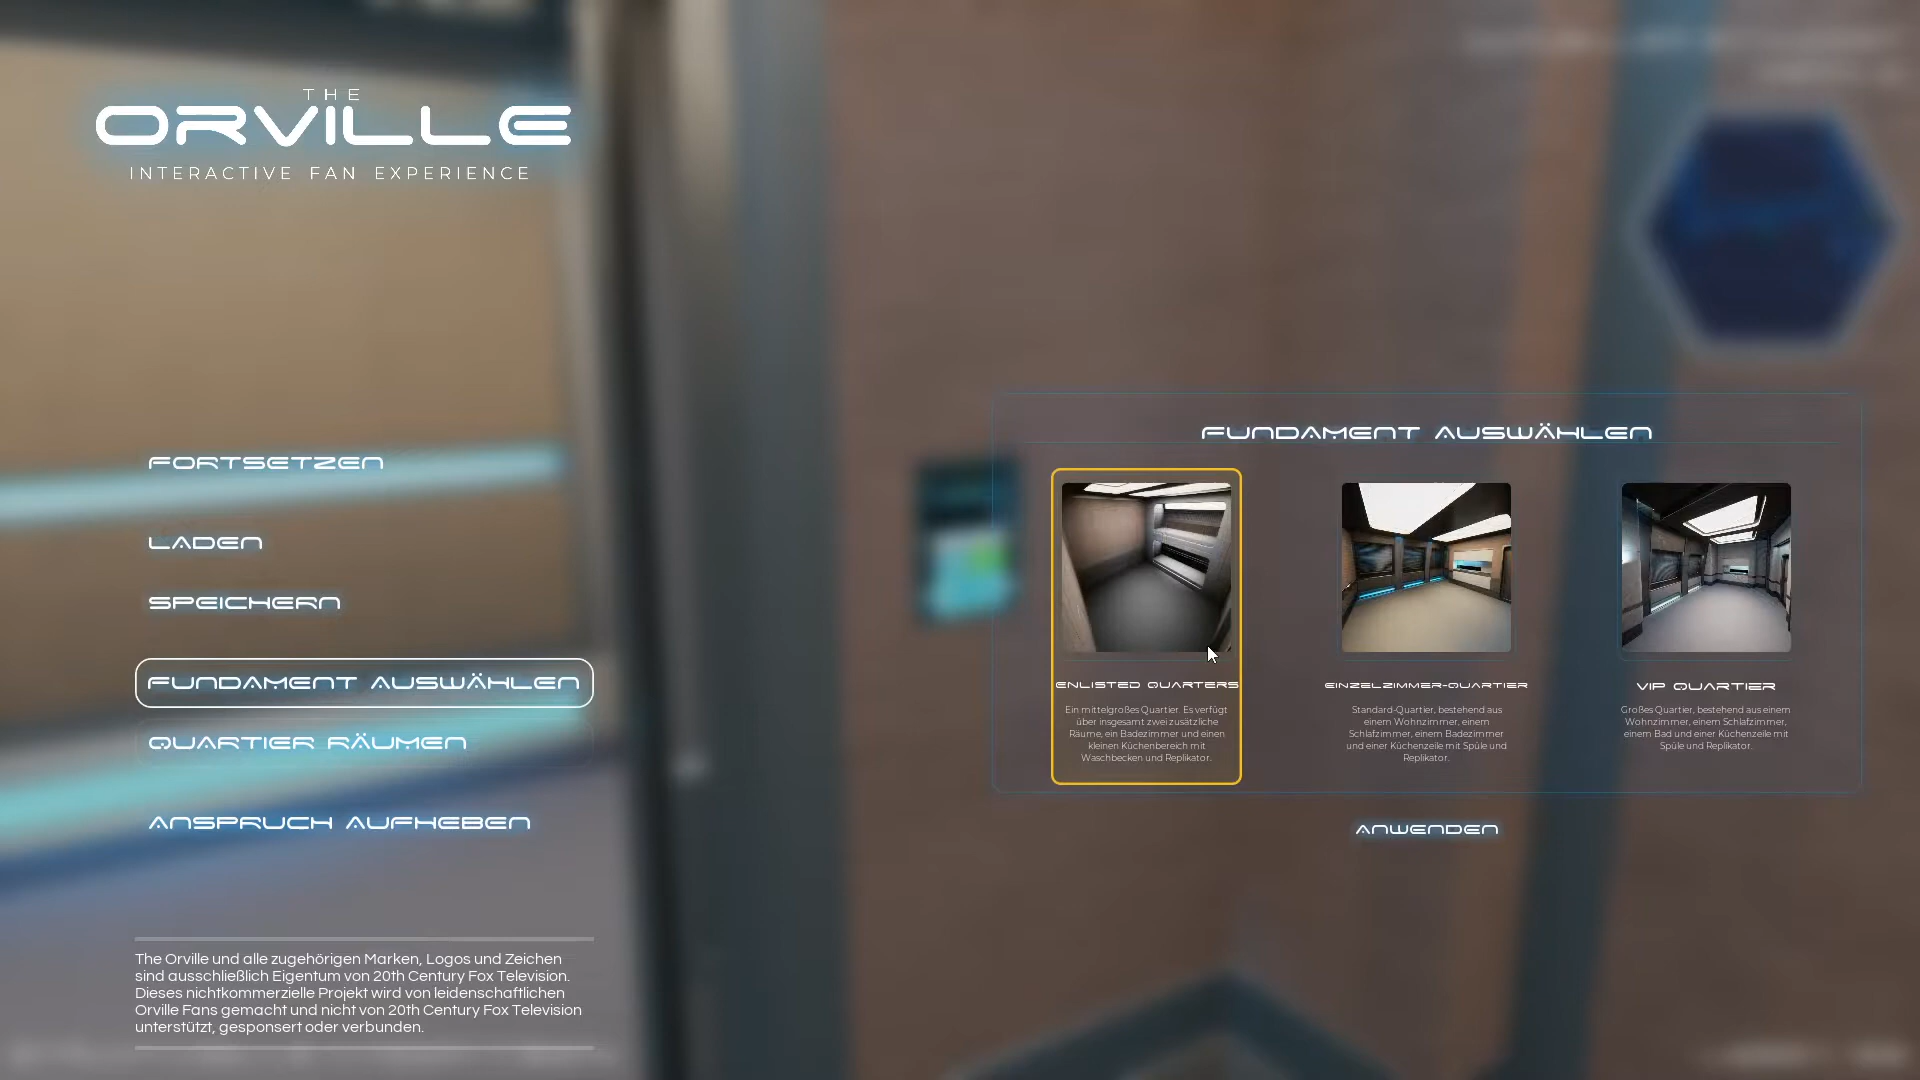 THE
ORVILLE
INTERACTIVE FAN EXPERIENCE
FORTSETZEN
LADEN
SPEICHERN
FUNDAMENT AUSWÄHLEN
QUARTIER RÄUMEN
ANSPRUCH AUFHEBEN
The Orville und alle zugehörigen Marken, Logos und Zeichen
sind ausschließlich Eigentum von 20th Century Fox Television.
Dieses nichtkommerzielle Projekt wird von leidenschaftlichen
Orville Fans gemacht und nicht von 20th Century Fox Television
unterstützt, gesponsert oder verbunden.
FUNDAMENT AUSWÄHLEN
ENLISTED QUARTERS
Ein mittelgroßes Quartier. Es verfügt
über insgesamt zwei zusätzliche
Räume, ein Badezimmer und einen
kleinen Küchenbereich mit
Waschbecken und Replikator.
EINZELZIMMER-QUARTIER
Standard-Quartier, bestehend aus
einem Wohnzimmer, einem
Schlafzimmer, einem Badezimmer
und einer Küchenzeile mit Spüle und
Replikator.
VIP QUARTIER
Großes Quartier, bestehend aus einem
Wohnzimmer, einem Schlafzimmer,
einem Bad und einer Küchenzeile mit
Spüle und Replikator.
ANWENDEN